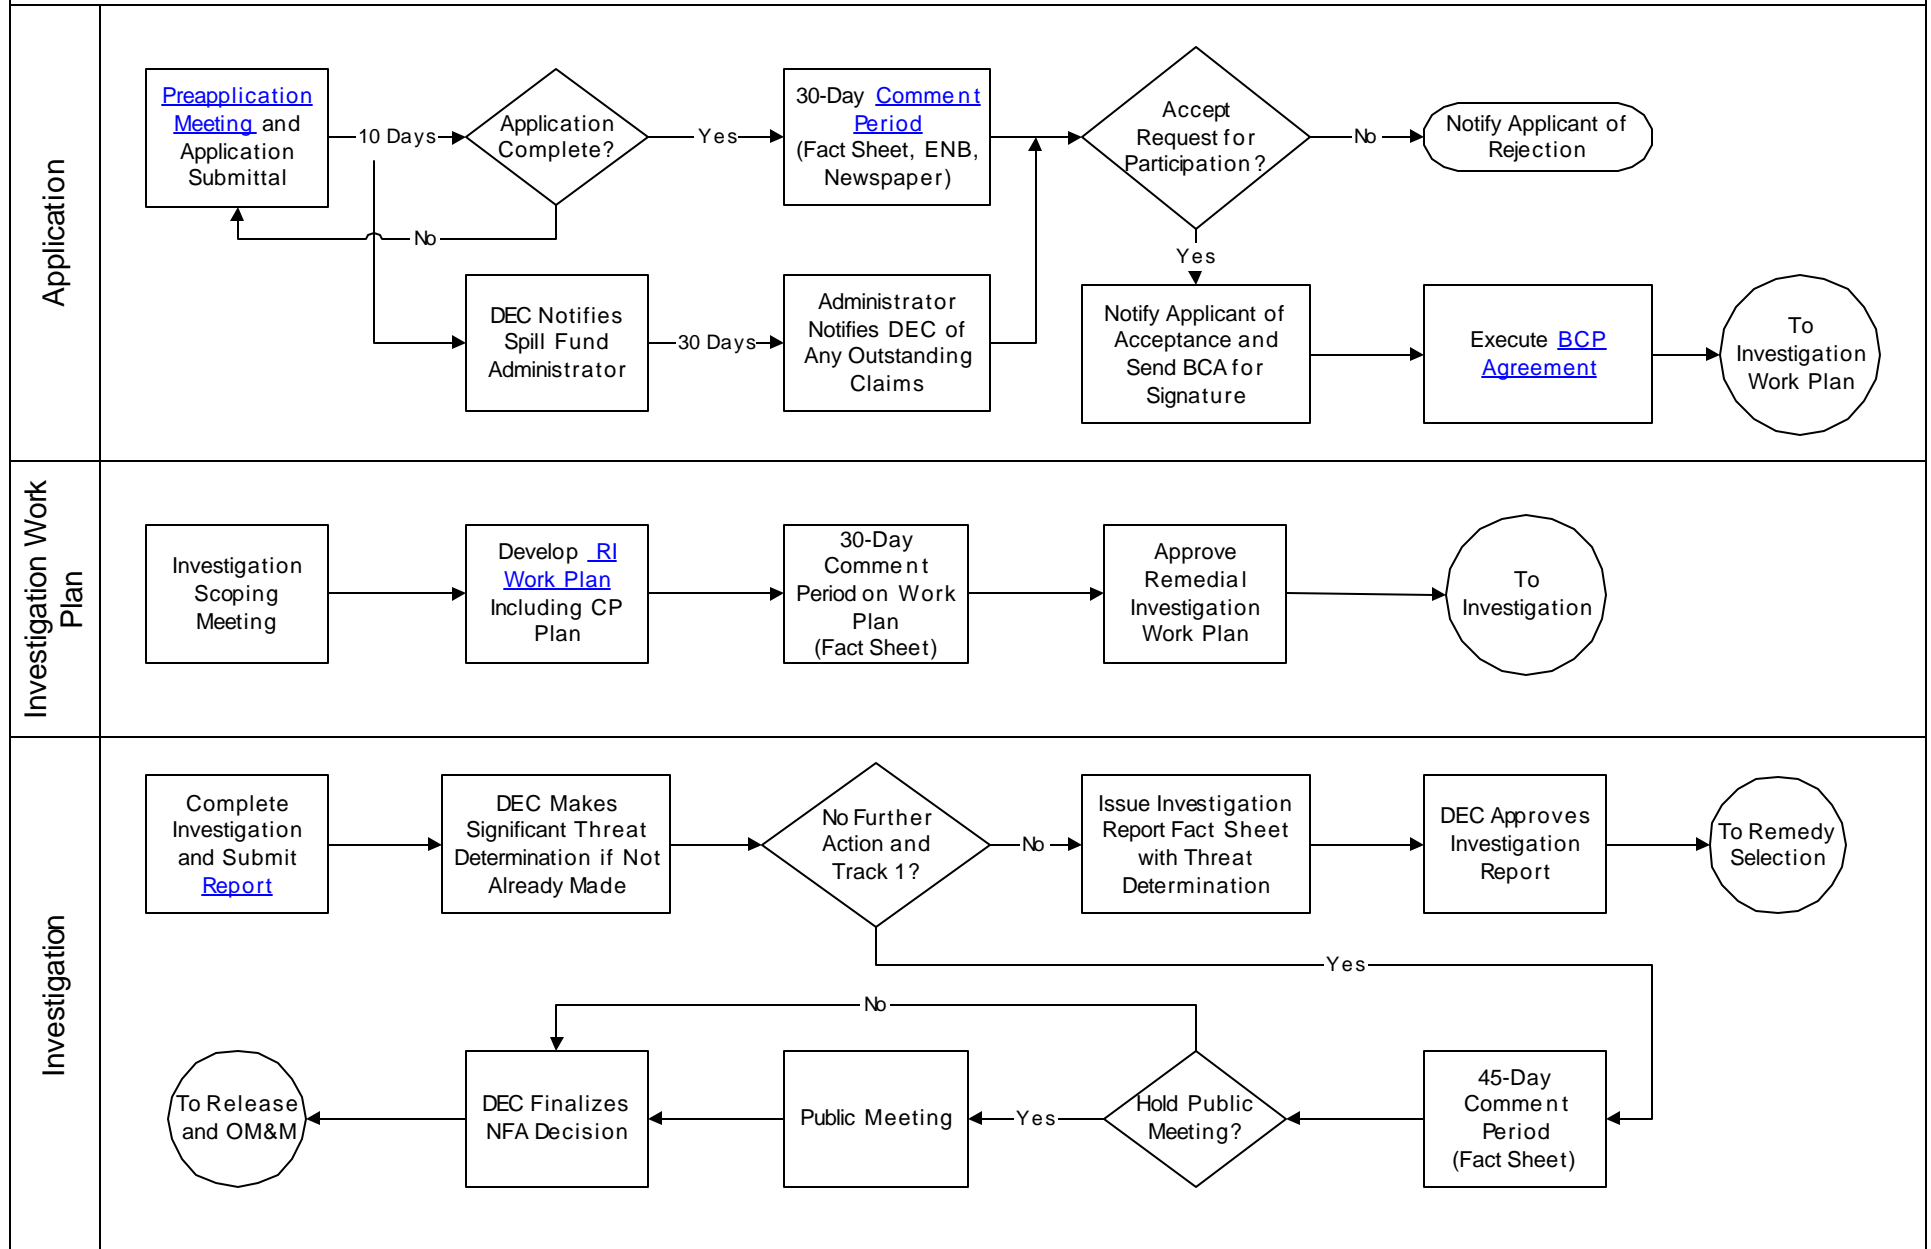 Application
Preapplication
Meeting and
Application
Submittal
10 Days
Application
Complete?
Yes
No
30-Day Comment
Period
(Fact Sheet, ENB,
Newspaper)
Accept
Request for
Participation?
No
Notify Applicant of
Rejection
Yes
DEC Notifies
Spill Fund
Administrator
30 Days
Administrator
Notifies DEC of
Any Outstanding
Claims
Notify Applicant of
Acceptance and
Send BCA for
Signature
Execute BCP
Agreement
To
Investigation
Work Plan
Investigation Work
Plan
Investigation
Scoping
Meeting
Develop RI
Work Plan
Including CP
Plan
30-Day
Comment
Period on Work
Plan
(Fact Sheet)
Approve
Remedial
Investigation
Work Plan
To
Investigation
Investigation
Complete
Investigation
and Submit
Report
DEC Makes
Significant Threat
Determination if Not
Already Made
No Further
Action and
Track 1?
No
Issue Investigation
Report Fact Sheet
with Threat
Determination
DEC Approves
Investigation
Report
To Remedy
Selection
Yes
No
To Release
and OM&M
DEC Finalizes
NFA Decision
Public Meeting
Yes
Hold Public
Meeting?
45-Day
Comment
Period
(Fact Sheet)